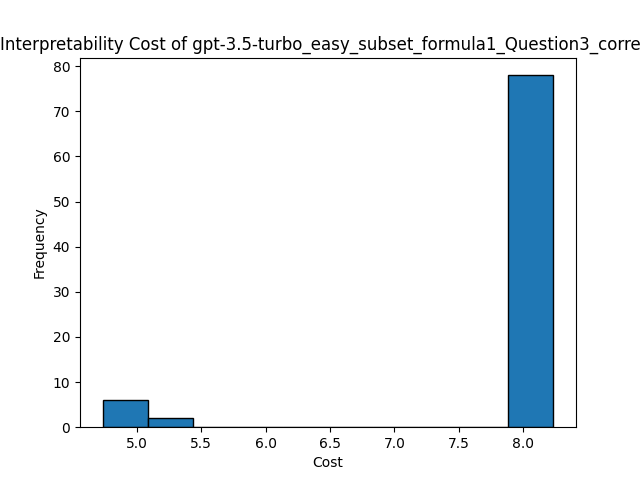 Interpretability Cost of gpt-3.5-turbo_easy_subset_formula1_Question3_corre
80
70
60
50
40
30
20
10
0
Frequency
5.0 5.5 6.0 6.5 7.0 7.5 8.0
Cost